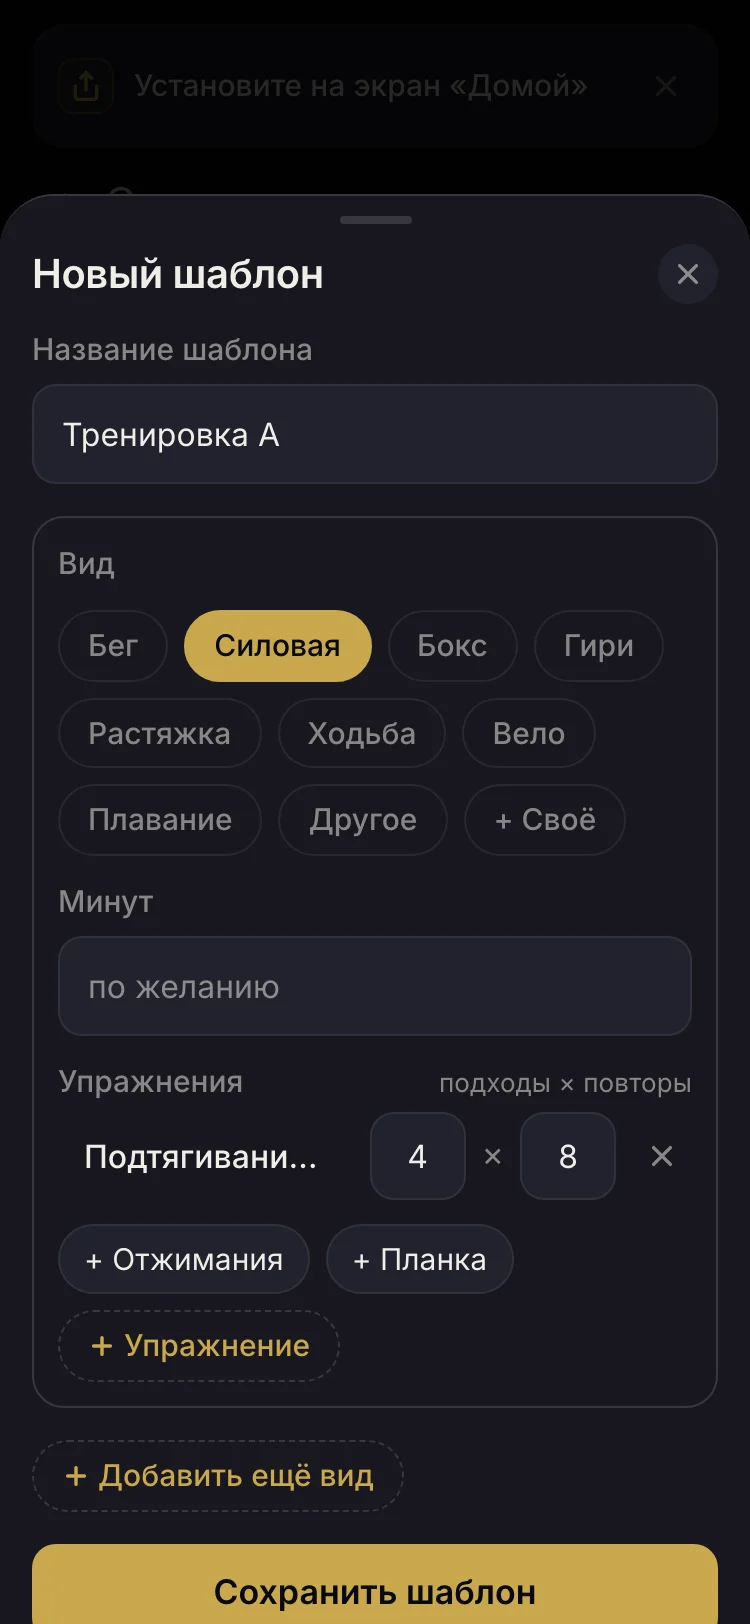 Установите на экран «Домой»
Новый шаблон
Название шаблона
Тренировка А
Вид
Бег Силовая Бокс Гири
Растяжка Ходьба Вело
Плавание Другое + Своё
Минут
по желанию
Упражнения подходы × повторы
Подтягивани... 4 × 8
+ Отжимания + Планка
+ Упражнение
+ Добавить ещё вид
Сохранить шаблон